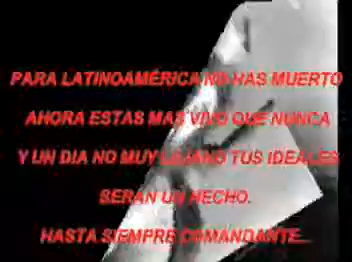 PARA LATINOAMÉRICA NO HAS MUERTO
AHORA ESTAS MAS VIVO QUE NUNCA
Y UN DIA NO MUY LEJANO TUS IDEALES
SERAN UN HECHO.
HASTA SIEMPRE COMANDANTE...